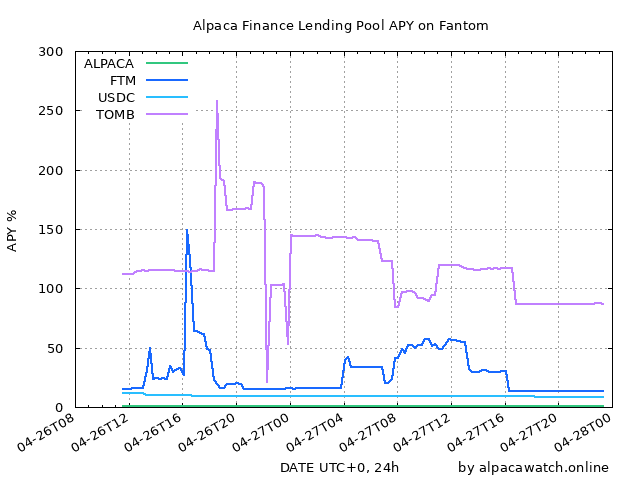 Alpaca Finance Lending Pool APY on Fantom
300
250
200
150
100
50
0
APY %
ALPACA
FTM
USDC
TOMB
04-26T08
04-26T12
04-26T16
04-26T20
04-27T00
04-27T04
04-27T08
04-27T12
04-27T16
04-27T20
04-28T00
DATE UTC+0, 24h
by alpacawatch.online